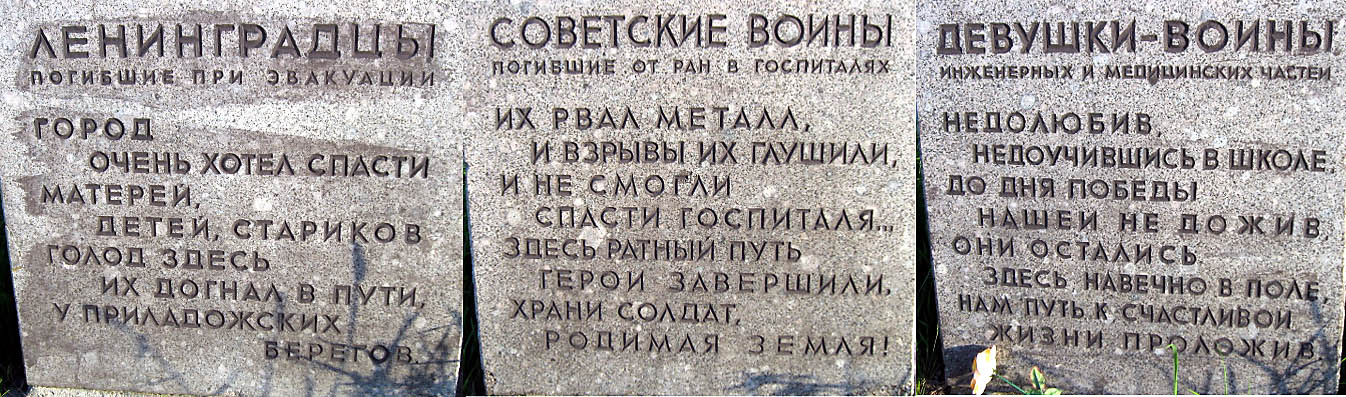 ЛЕНИНГРАДЦЫ
ПОГИБШИЕ ПРИ ЭВАКУАЦИИ
ГОРОД
ОЧЕНЬ ХОТЕЛ СПАСТИ
МАТЕРЕЙ,
ДЕТЕЙ, СТАРИКОВ
ГОЛОД ЗДЕСЬ
ИХ ДОГНАЛ В ПУТИ,
У ПРИЛАДОЖСКИХ
БЕРЕГОВ.
СОВЕТСКИЕ ВОИНЫ
ПОГИБШИЕ ОТ РАН В ГОСПИТАЛЯХ
ИХ РВАЛ МЕТАЛЛ,
И ВЗРЫВЫ ИХ ГЛУШИЛИ,
И НЕ СМОГЛИ
СПАСТИ ГОСПИТАЛЯ...
ЗДЕСЬ РАТНЫЙ ПУТЬ
ГЕРОИ ЗАВЕРШИЛИ,
ХРАНИ СОЛДАТ,
РОДИМАЯ ЗЕМЛЯ!
ДЕВУШКИ-ВОИНЫ
ИНЖЕНЕРНЫХ И МЕДИЦИНСКИХ ЧАСТЕЙ
НЕДОЛЮБИВ,
НЕДОУЧИВШИСЬ В ШКОЛЕ,
ДО ДНЯ ПОБЕДЫ
НАШЕЙ НЕ ДОЖИВ,
ОНИ ОСТАЛИСЬ
ЗДЕСЬ НАВЕЧНО В ПОЛЕ,
НАМ ПУТЬ К СЧАСТЛИВОЙ
ЖИЗНИ ПРОЛОЖИВ.